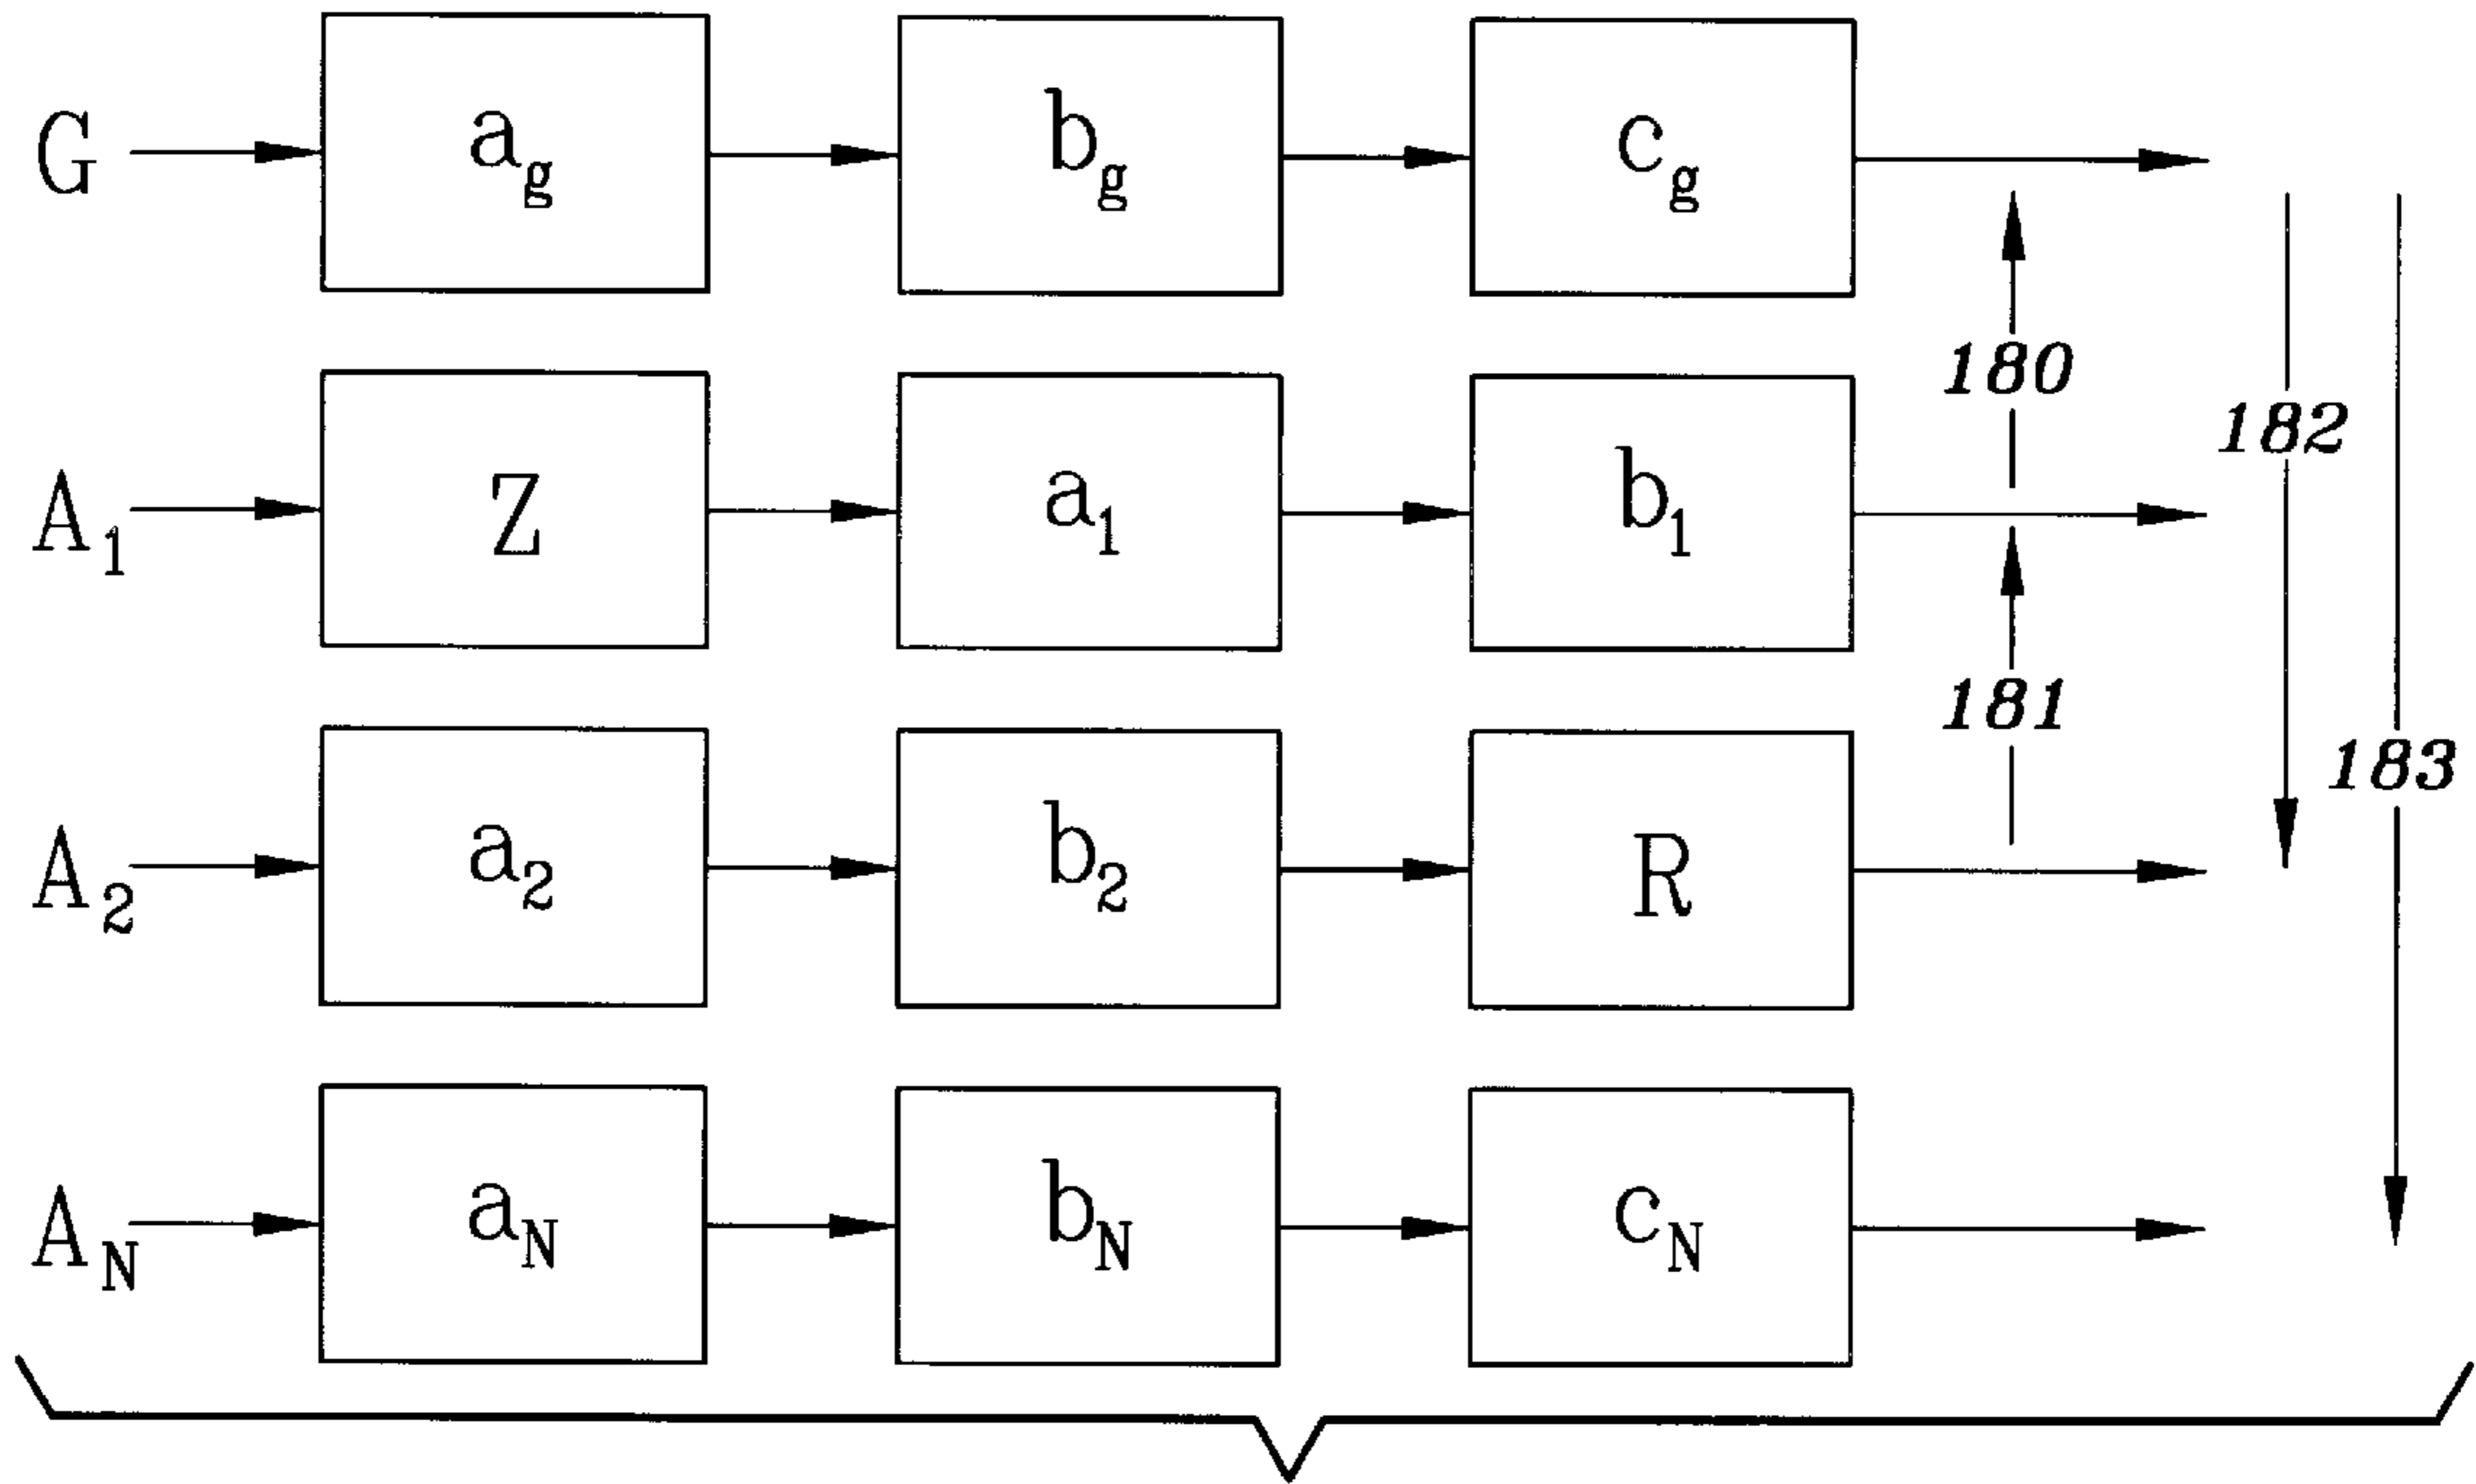 G a_g b_g c_g
180
A_1 Z a_1 b_1
182
A_2 a_2 b_2 R
181
183
A_N a_N b_N c_N